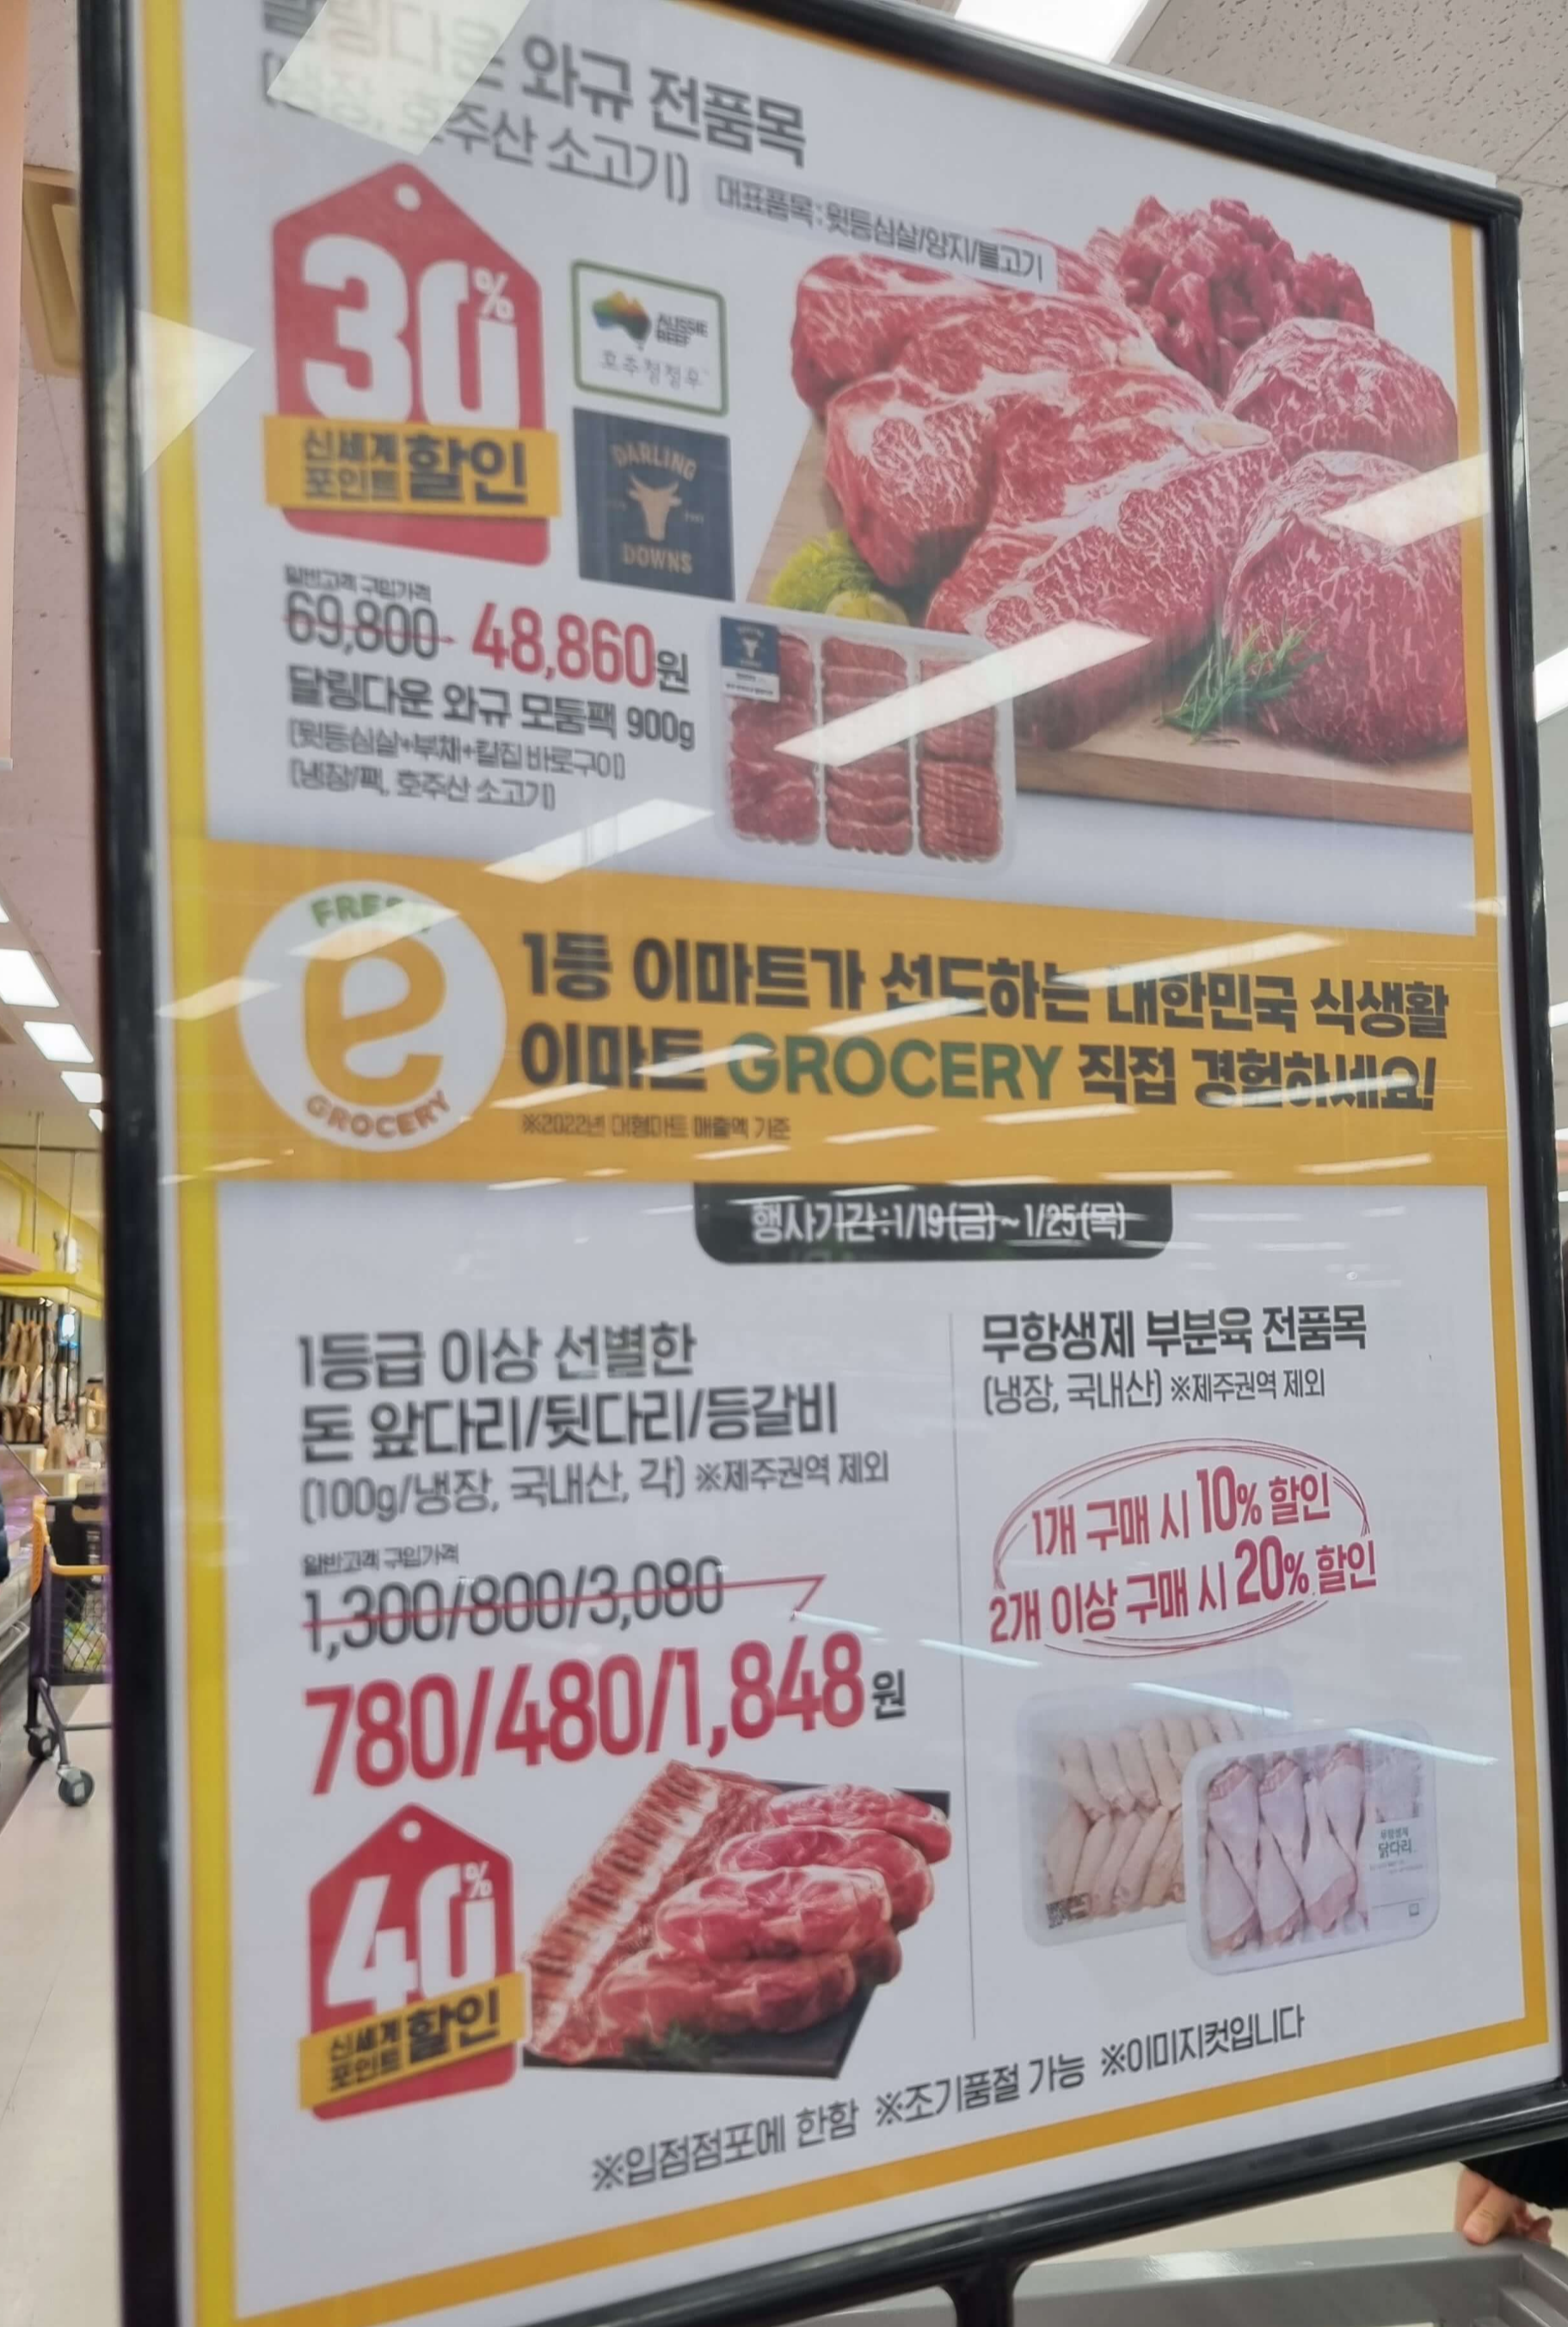 달링다운 와규 전품목
(냉장, 호주산 소고기)
대표품목:윗등심살/양지/불고기
30%
신세계
포인트 할인
AUSSIE
BEEF
호주청정우
DARLING
DOWNS
일반고객 구입가격
69,800 48,860원
달링다운 와규 모둠팩 900g
(윗등심살+부채+칼집 바로구이)
(냉장/팩, 호주산 소고기)
FRESH
e
GROCERY
1등 이마트가 선도하는 대한민국 식생활
이마트 GROCERY 직접 경험하세요!
※2022년 대형마트 매출액 기준
행사기간:1/19(금)~1/25(목)
1등급 이상 선별한
돈 앞다리/뒷다리/등갈비
(100g/냉장, 국내산, 각) ※제주권역 제외
일반고객 구입가격
1,300/800/3,080
780/480/1,848원
40%
신세계
포인트 할인
무항생제 부분육 전품목
(냉장, 국내산) ※제주권역 제외
1개 구매 시 10% 할인
2개 이상 구매 시 20% 할인
무항생제
닭다리
※입점점포에 한함 ※조기품절 가능 ※이미지컷입니다